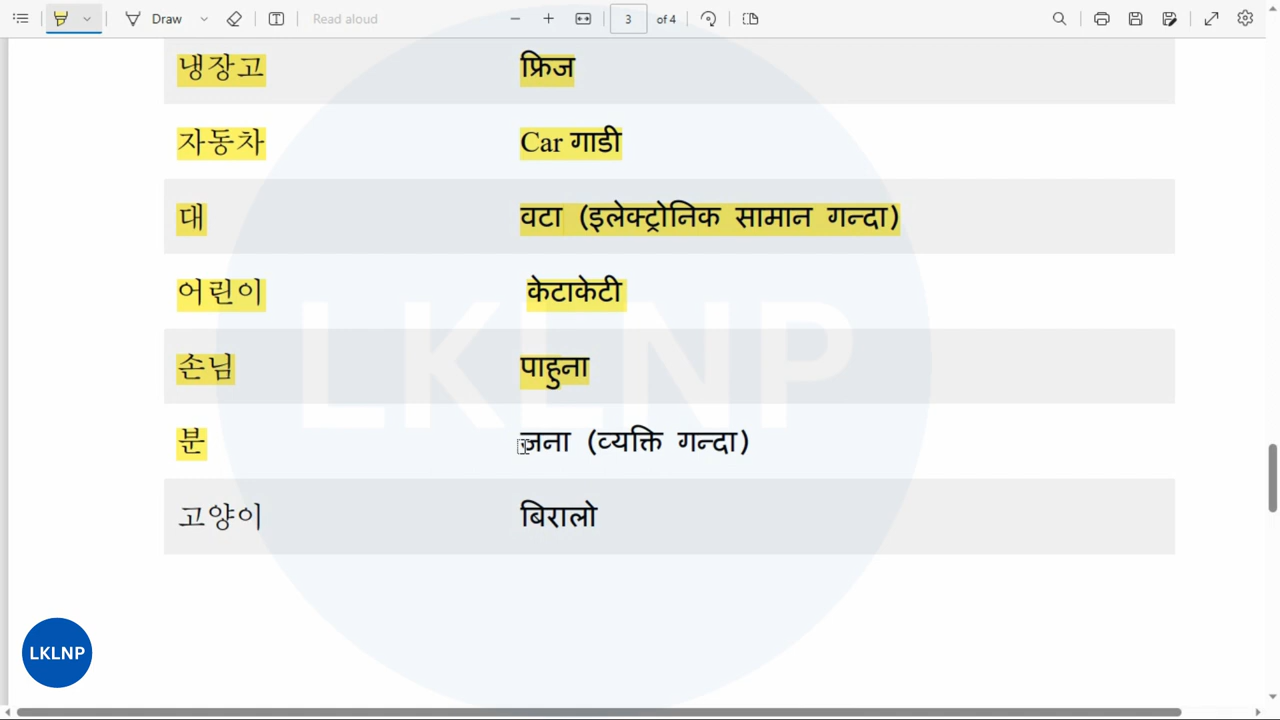 Draw
Read aloud
3 of 4
냉장고 फ्रिज
자동차 Car गाडी
대 वटा (इलेक्ट्रोनिक सामान गन्दा)
어린이 केटाकेटी
손님 पाहुना
분 जना (व्यक्ति गन्दा)
고양이 बिरालो
LKLNP
LKLNP